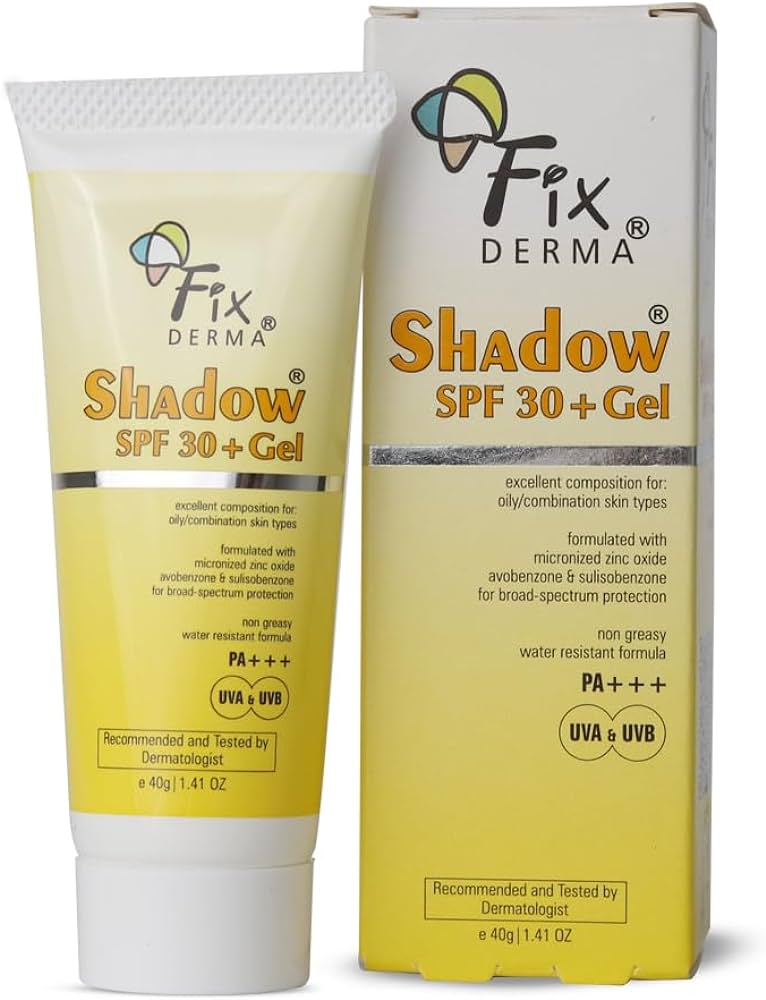 Fix
DERMA®
Shadow®
SPF 30+Gel
excellent composition for:
oily/combination skin types
formulated with
micronized zinc oxide
avobenzone & sulisobenzone
for broad-spectrum protection
non greasy
water resistant formula
PA+++
UVA & UVB
Recommended and Tested by
Dermatologist
e 40g|1.41 OZ
Fix
DERMA®
Shadow®
SPF 30+Gel
excellent composition for:
oily/combination skin types
formulated with
micronized zinc oxide
avobenzone & sulisobenzone
for broad-spectrum protection
non greasy
water resistant formula
PA+++
UVA & UVB
Recommended and Tested by
Dermatologist
e 40g|1.41 OZ